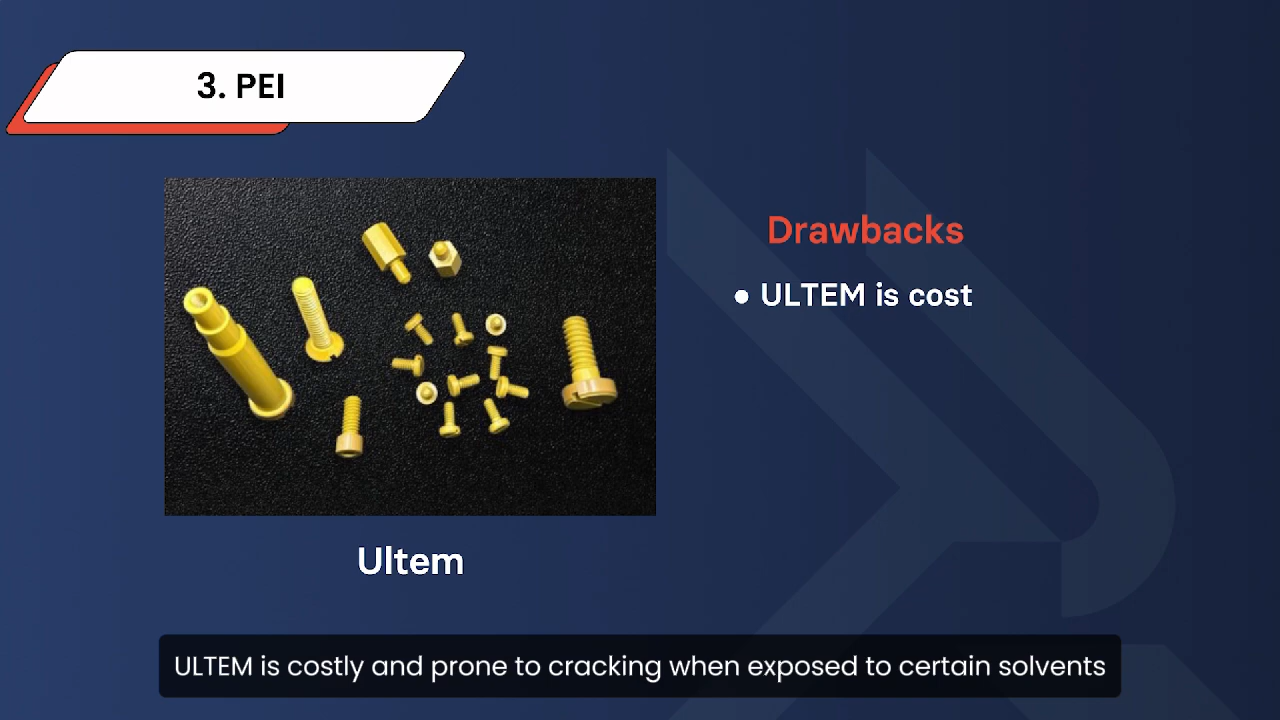 3. PEI
Drawbacks
• ULTEM is cost
Ultem
ULTEM is costly and prone to cracking when exposed to certain solvents